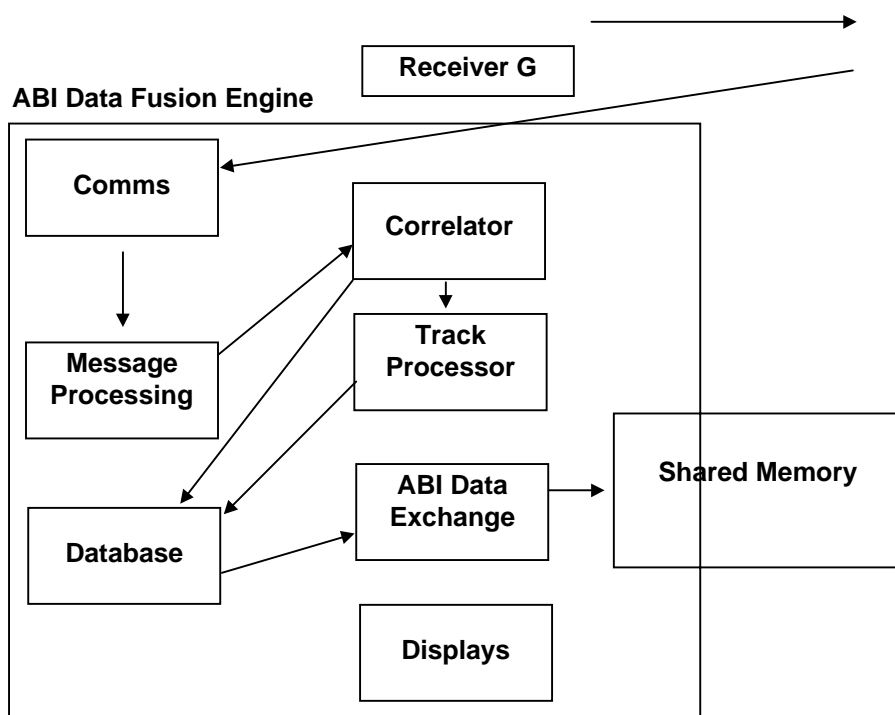 Receiver G
ABI Data Fusion Engine
Comms
Correlator
Message
Processing
Track
Processor
ABI Data
Exchange
Shared Memory
Database
Displays